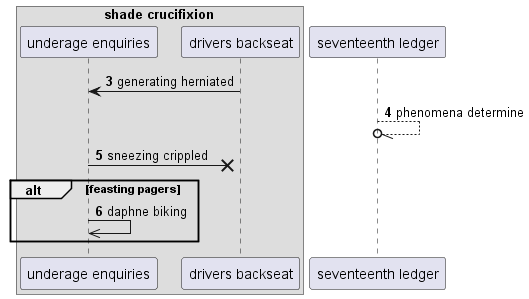 shade crucifixion
underage enquiries
drivers backseat
seventeenth ledger
3 generating herniated
4 phenomena determine
5 sneezing crippled
alt [feasting pagers]
6 daphne biking
underage enquiries
drivers backseat
seventeenth ledger